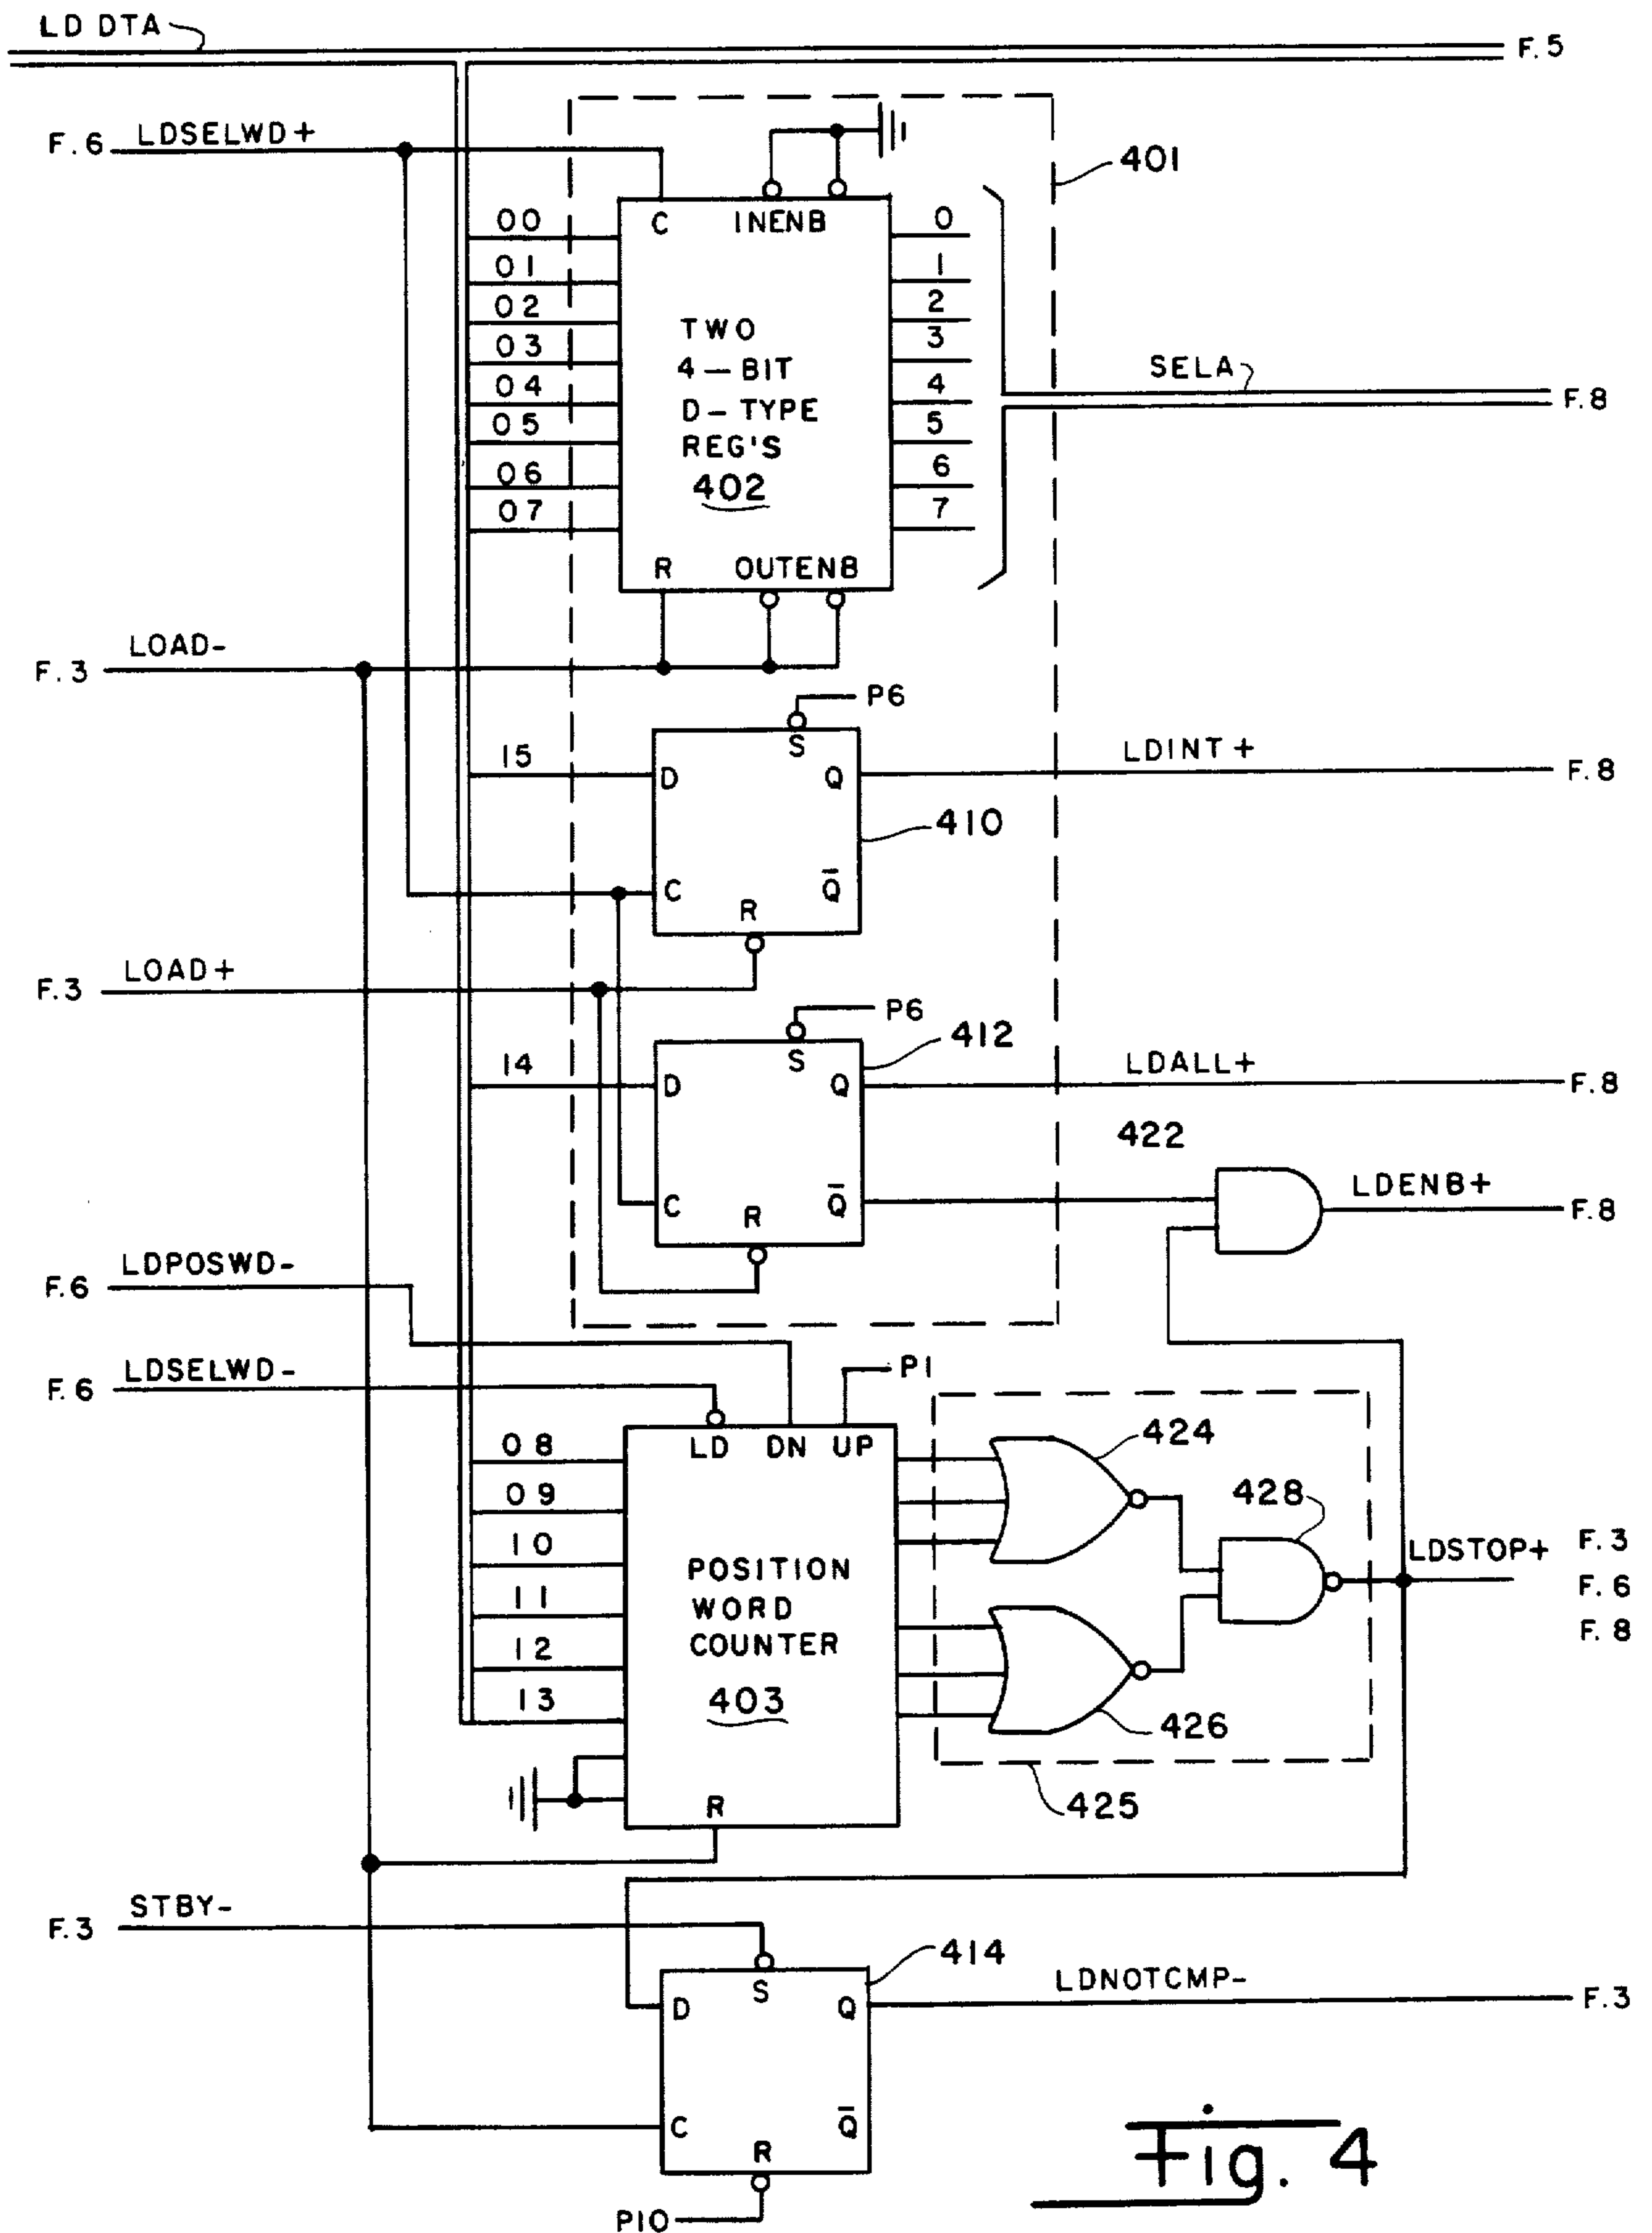 LD DTA
F.5
F.6 LDSELWD+
401
C INENB
00 0
01 1
02 2
03 3
04 4
05 5
06 6
07 7
TWO
4-BIT
D-TYPE
REG'S
402
SELA
F.8
R OUTENB
LOAD-
F.3
P6
S
15 D Q LDINT+ F.8
410
C Q̅
R
LOAD+
F.3
P6
412
S
14 D Q LDALL+ F.8
422
C Q̅ LDENB+ F.8
R
LDPOSWD-
F.6
LDSELWD-
F.6
P1
LD DN UP
08
09
10
11
12
13
POSITION
WORD
COUNTER
403
R
424
428
426
425
LDSTOP+ F.3
F.6
F.8
STBY-
F.3
414
S
D Q LDNOTCMP- F.3
C Q̅
R
P10
Fig. 4